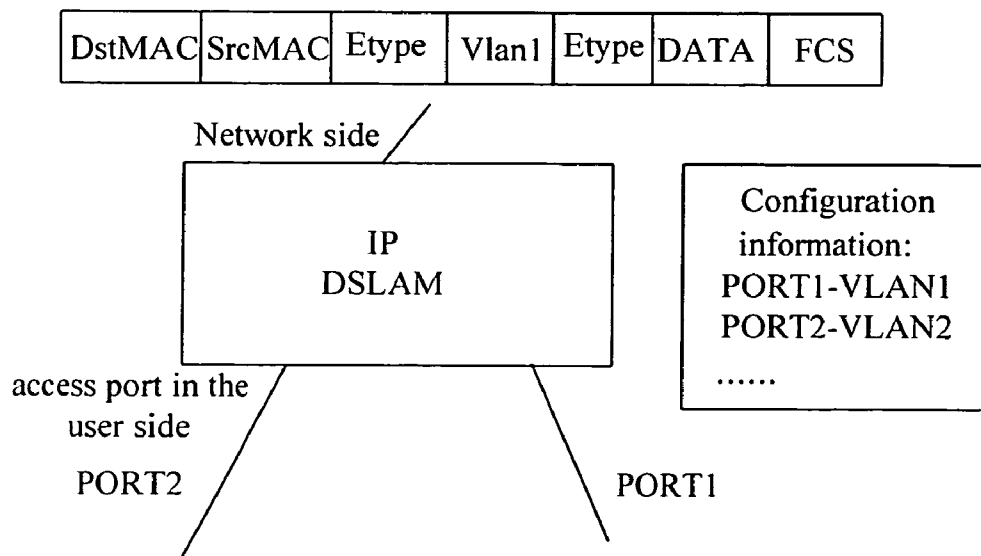 DstMAC SrcMAC Etype Vlan1 Etype DATA FCS
Network side
IP
DSLAM
Configuration
information:
PORT1-VLAN1
PORT2-VLAN2
......
access port in the
user side
PORT2
PORT1